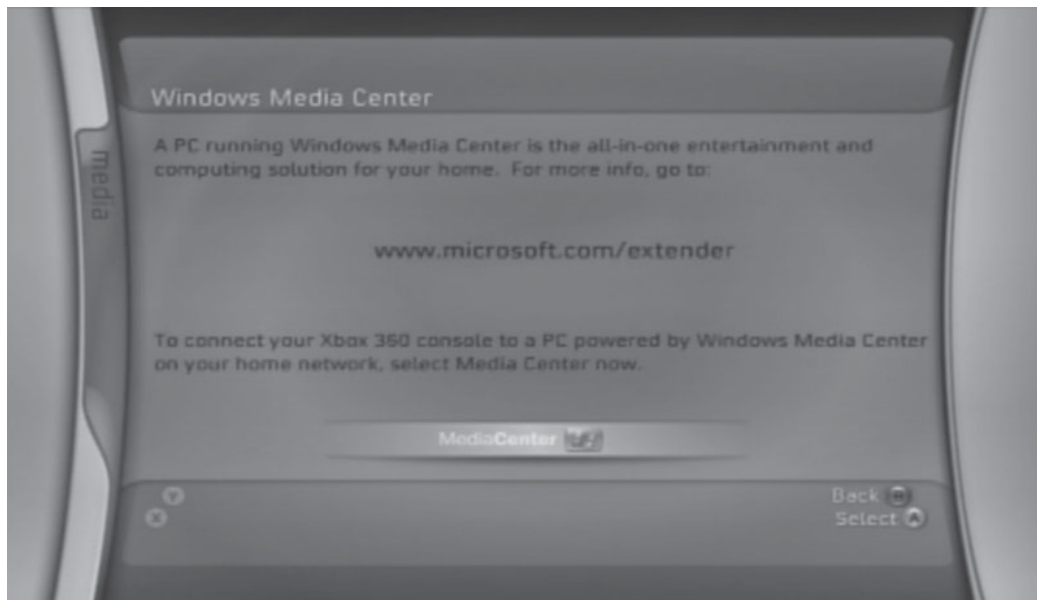 Windows Media Center
media
A PC running Windows Media Center is the all-in-one entertainment and
computing solution for your home. For more info, go to:
www.microsoft.com/extender
To connect your Xbox 360 console to a PC powered by Windows Media Center
on your home network, select Media Center now.
MediaCenter
Y
X
Back B
Select A